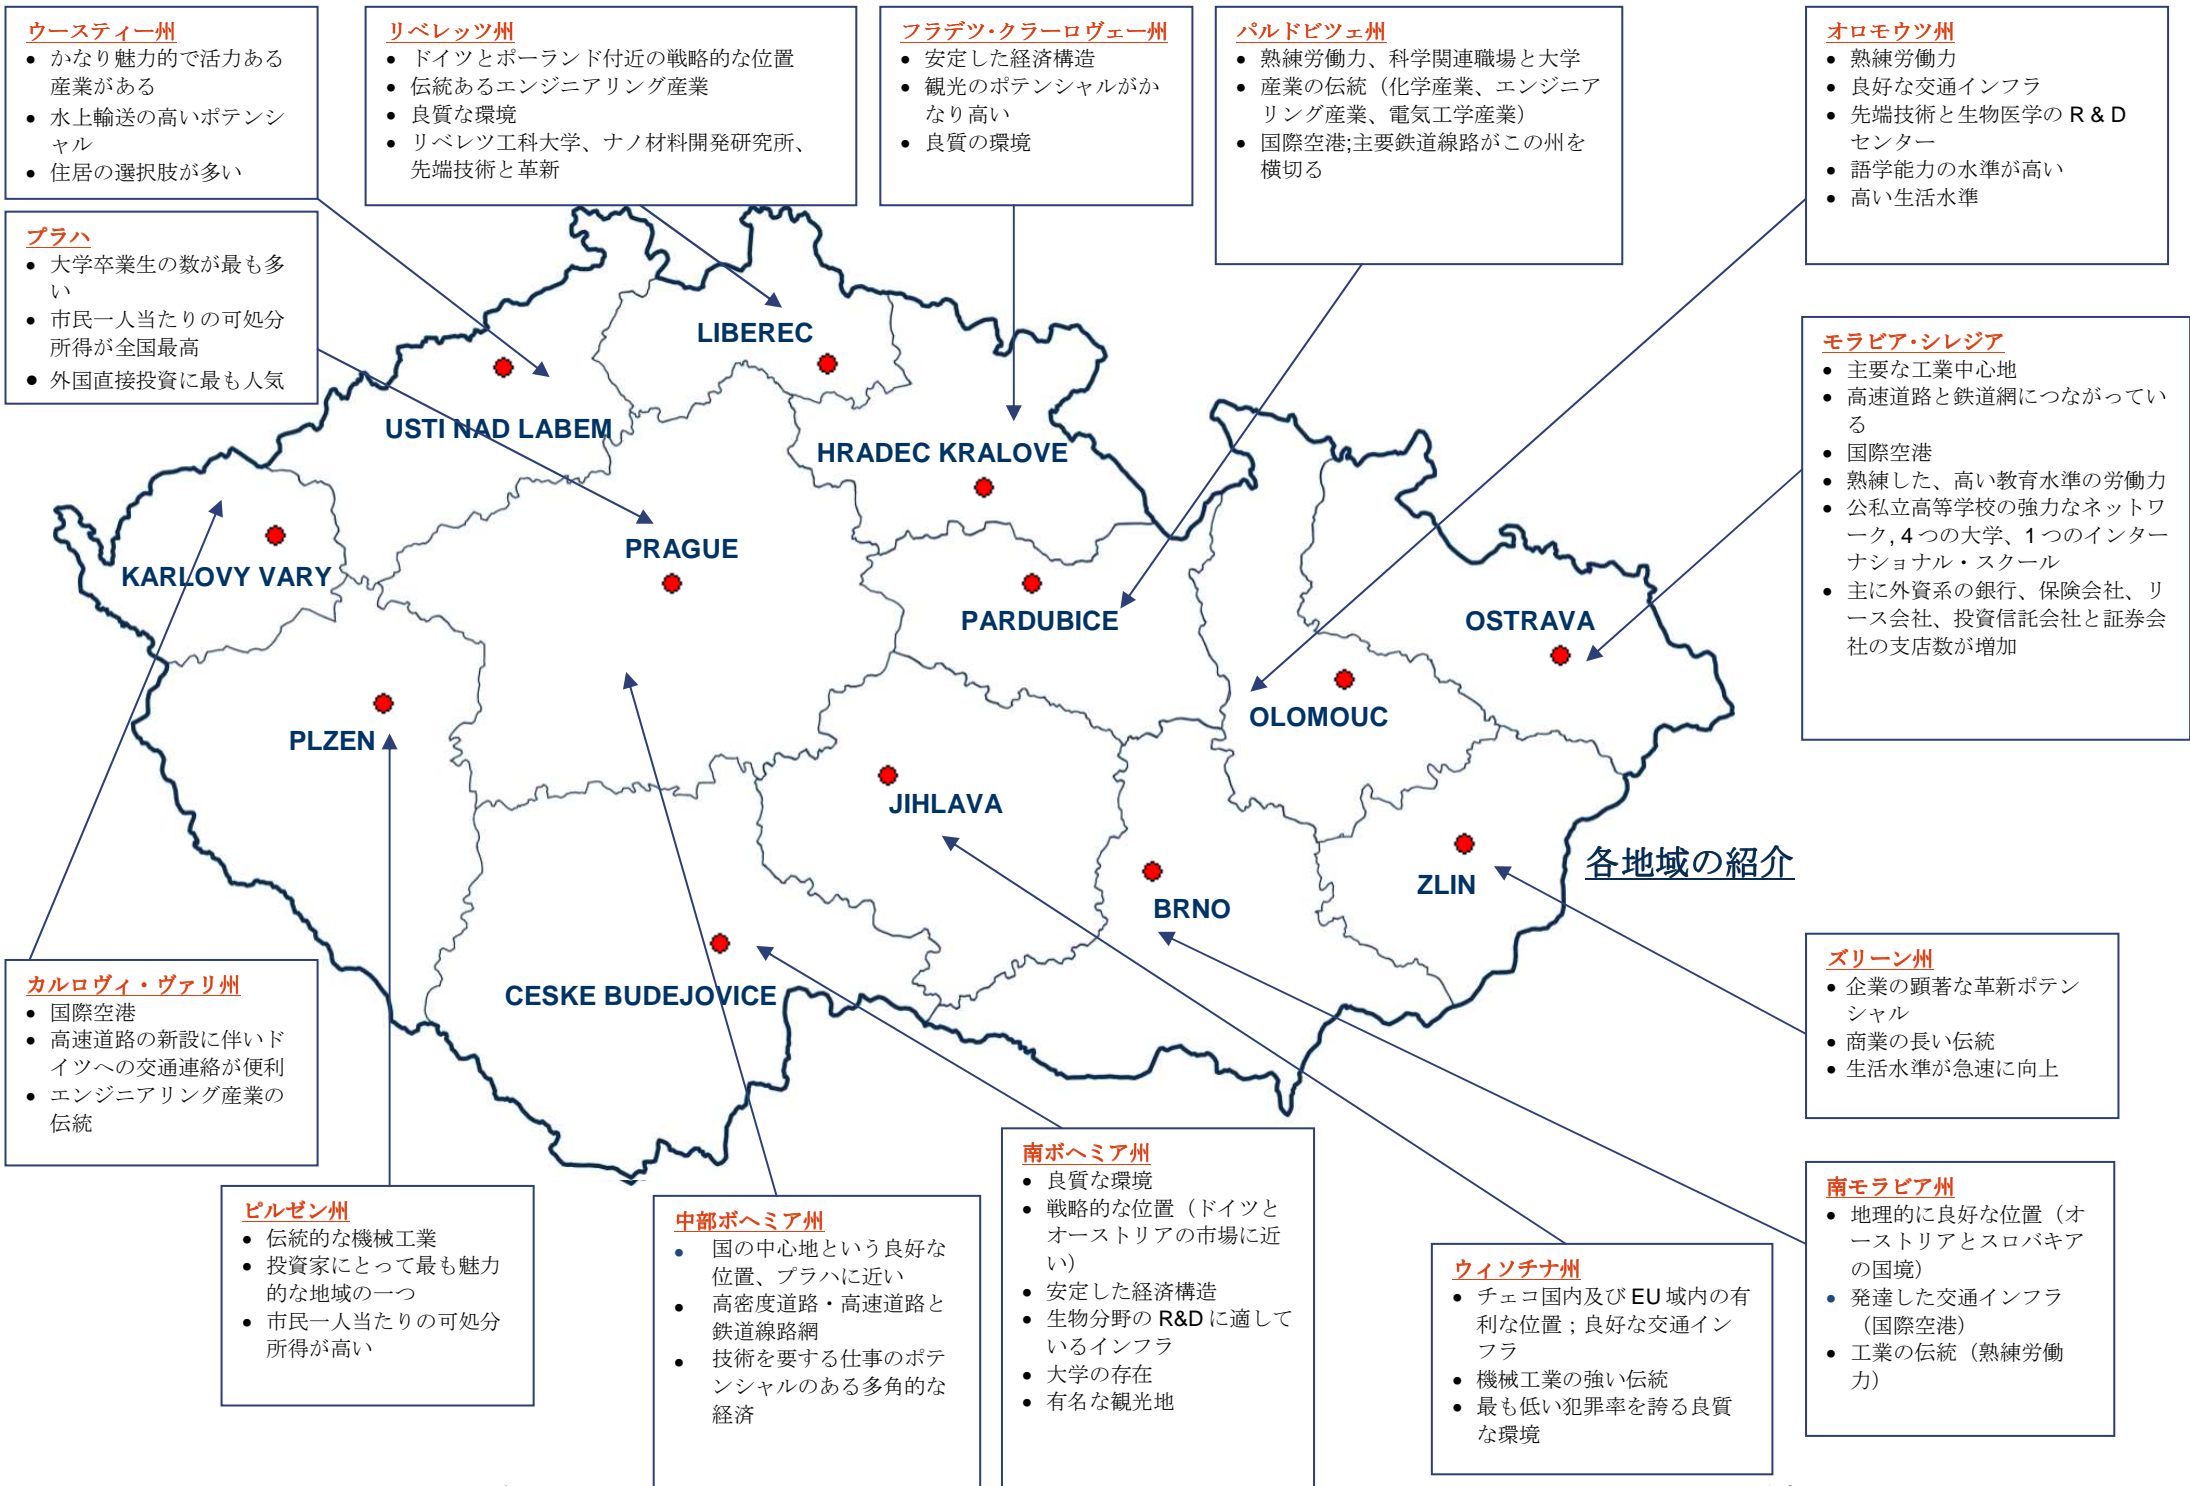 ウースティー州
• かなり魅力的で活力ある
産業がある
• 水上輸送の高いポテンシ
ャル
• 住居の選択肢が多い
リベレッツ州
• ドイツとポーランド付近の戦略的な位置
• 伝統あるエンジニアリング産業
• 良質な環境
• リベレツ工科大学、ナノ材料開発研究所、
先端技術と革新
フラデツ・クラーロヴェー州
• 安定した経済構造
• 観光のポテンシャルがか
なり高い
• 良質の環境
パルドビツェ州
• 熟練労働力、科学関連職場と大学
• 産業の伝統（化学産業、エンジニア
リング産業、電気工学産業）
• 国際空港;主要鉄道線路がこの州を
横切る
オロモウツ州
• 熟練労働力
• 良好な交通インフラ
• 先端技術と生物医学の R & D
センター
• 語学能力の水準が高い
• 高い生活水準
プラハ
• 大学卒業生の数が最も多
い
• 市民一人当たりの可処分
所得が全国最高
• 外国直接投資に最も人気
モラビア・シレジア
• 主要な工業中心地
• 高速道路と鉄道網につながってい
る
• 国際空港
• 熟練した、高い教育水準の労働力
• 公私立高等学校の強力なネットワ
ーク, 4 つの大学、1 つのインター
ナショナル・スクール
• 主に外資系の銀行、保険会社、リ
ース会社、投資信託会社と証券会
社の支店数が増加
LIBEREC
USTI NAD LABEM
HRADEC KRALOVE
PRAGUE
KARLOVY VARY
PARDUBICE
OSTRAVA
OLOMOUC
PLZEN
JIHLAVA
各地域の紹介
ZLIN
BRNO
CESKE BUDEJOVICE
カルロヴィ・ヴァリ州
• 国際空港
• 高速道路の新設に伴いド
イツへの交通連絡が便利
• エンジニアリング産業の
伝統
ズリーン州
• 企業の顕著な革新ポテン
シャル
• 商業の長い伝統
• 生活水準が急速に向上
ピルゼン州
• 伝統的な機械工業
• 投資家にとって最も魅力
的な地域の一つ
• 市民一人当たりの可処分
所得が高い
中部ボヘミア州
• 国の中心地という良好な
位置、プラハに近い
• 高密度道路・高速道路と
鉄道線路網
• 技術を要する仕事のポテ
ンシャルのある多角的な
経済
南ボヘミア州
• 良質な環境
• 戦略的な位置（ドイツと
オーストリアの市場に近
い）
• 安定した経済構造
• 生物分野の R&D に適して
いるインフラ
• 大学の存在
• 有名な観光地
ウィソチナ州
• チェコ国内及び EU 域内の有
利な位置；良好な交通イン
フラ
• 機械工業の強い伝統
• 最も低い犯罪率を誇る良質
な環境
南モラビア州
• 地理的に良好な位置（オ
ーストリアとスロバキア
の国境）
• 発達した交通インフラ
（国際空港）
• 工業の伝統（熟練労働
力）